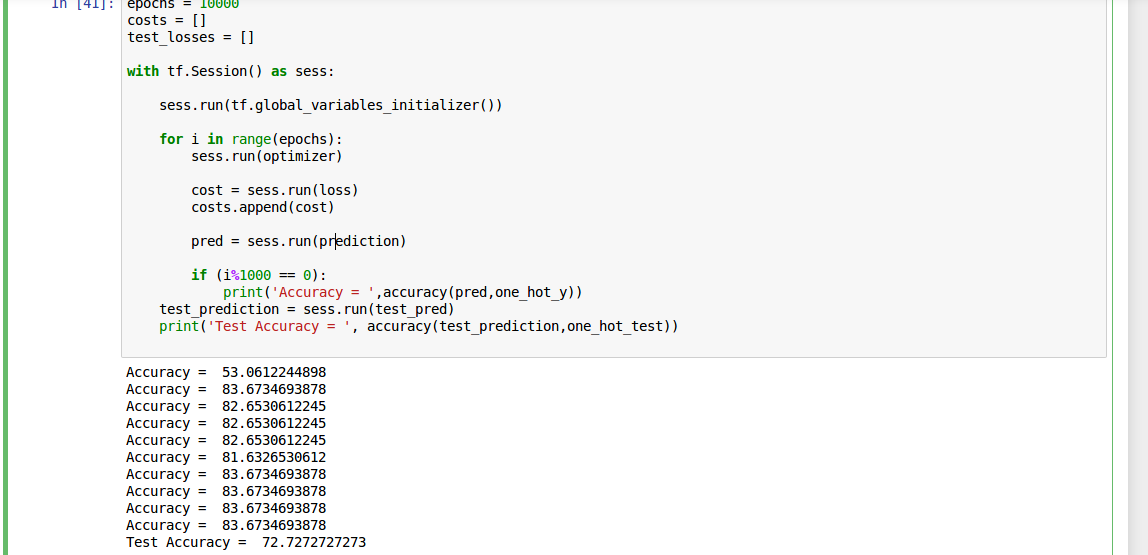 In [41]: epochs = 10000
costs = []
test_losses = []
with tf.Session() as sess:
sess.run(tf.global_variables_initializer())
for i in range(epochs):
sess.run(optimizer)
cost = sess.run(loss)
costs.append(cost)
pred = sess.run(prediction)
if (i%1000 == 0):
print('Accuracy = ',accuracy(pred,one_hot_y))
test_prediction = sess.run(test_pred)
print('Test Accuracy = ', accuracy(test_prediction,one_hot_test))
Accuracy =  53.0612244898
Accuracy =  83.6734693878
Accuracy =  82.6530612245
Accuracy =  82.6530612245
Accuracy =  82.6530612245
Accuracy =  81.6326530612
Accuracy =  83.6734693878
Accuracy =  83.6734693878
Accuracy =  83.6734693878
Accuracy =  83.6734693878
Test Accuracy =  72.7272727273